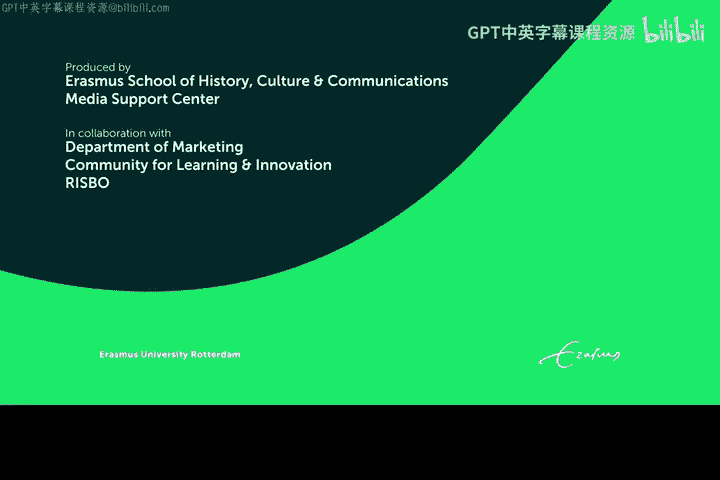 GPT中英字幕课程资源@bilibili.com
GPT中英字幕课程资源 bilibili
Produced by
Erasmus School of History, Culture & Communications
Media Support Center
In collaboration with
Department of Marketing
Community for Learning & Innovation
RISBO
Erasmus University Rotterdam
Erasmus